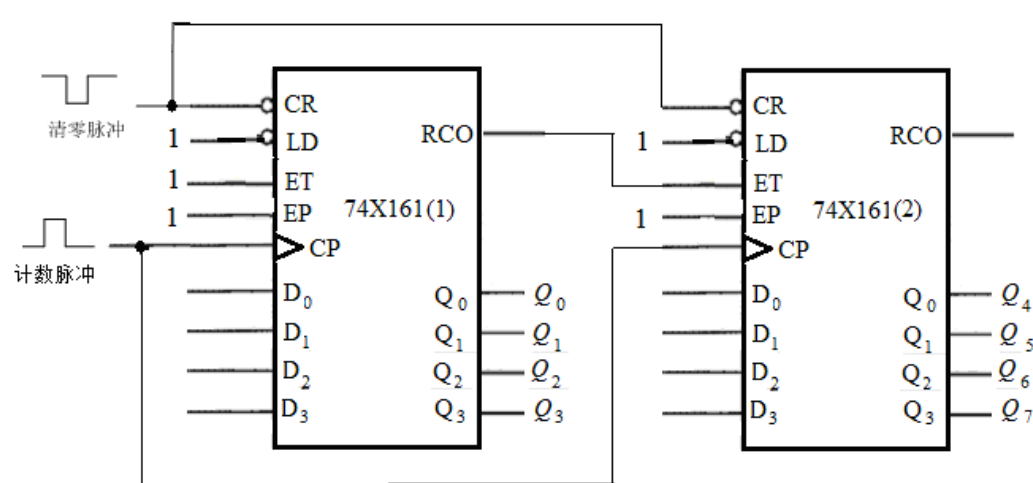 清零脉冲
计数脉冲
1
1
1
CR
LD
ET
EP
CP
RCO
74X161(1)
D0
D1
D2
D3
Q0
Q1
Q2
Q3
Q0
Q1
Q2
Q3
1
1
CR
LD
ET
EP
CP
RCO
74X161(2)
D0
D1
D2
D3
Q0
Q1
Q2
Q3
Q4
Q5
Q6
Q7